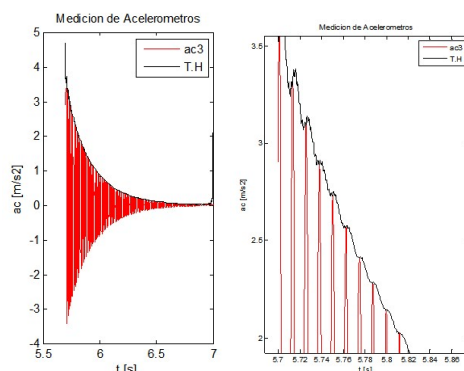 Medicion de Acelerometros
5
4
3
2
1
0
-1
-2
-3
-4
ac [m/s2]
ac3
T.H
5.5
6
6.5
7
t [s]
Medicion de Acelerometros
3.5
3
2.5
2
ac [m/s2]
ac3
T.H
5.7
5.72
5.74
5.76
5.78
5.8
5.82
5.84
5.86
t [s]